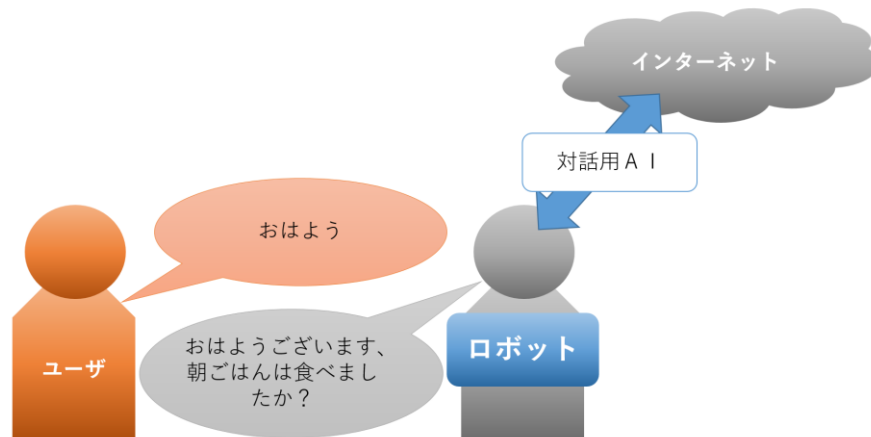 インターネット
対話用ＡＩ
おはよう
おはようございます、
朝ごはんは食べまし
たか？
ロボット
ユーザ